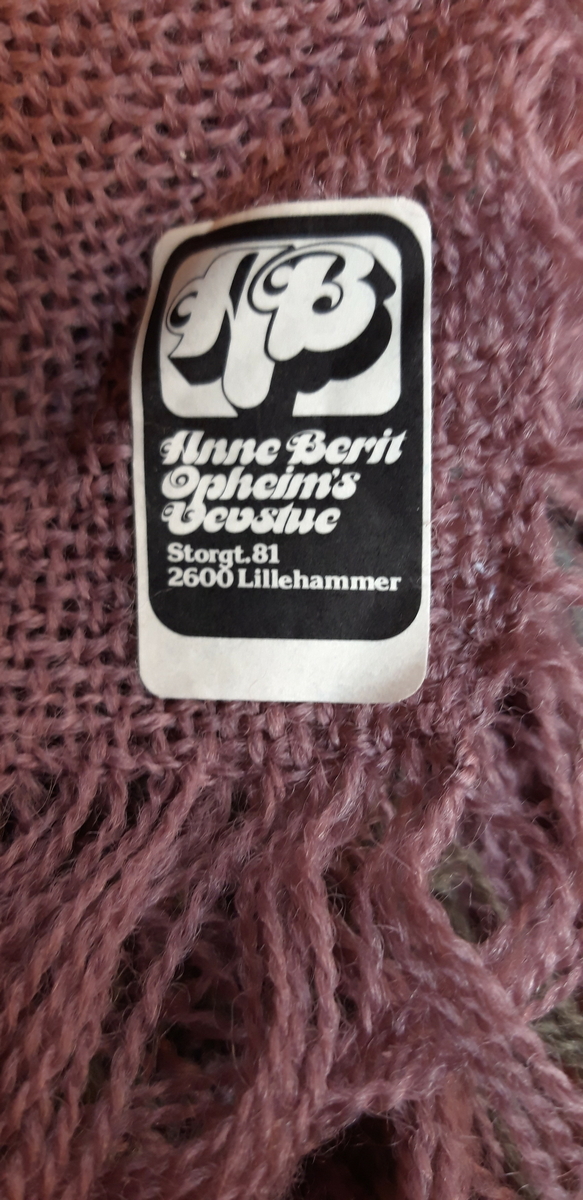 AB
Anne Berit
Opheim's
Vevstue
Storgt.81
2600 Lillehammer